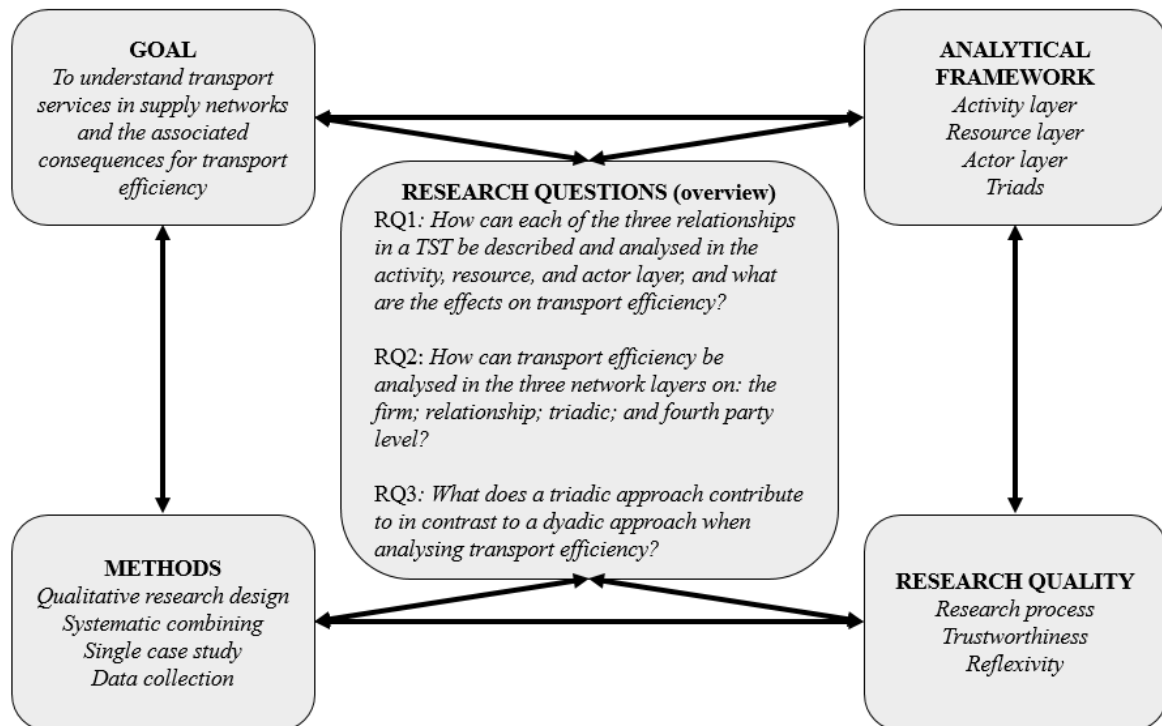 GOAL
To understand transport
services in supply networks
and the associated
consequences for transport
efficiency
ANALYTICAL
FRAMEWORK
Activity layer
Resource layer
Actor layer
Triads
RESEARCH QUESTIONS (overview)
RQ1: How can each of the three relationships
in a TST be described and analysed in the
activity, resource, and actor layer, and what
are the effects on transport efficiency?
RQ2: How can transport efficiency be
analysed in the three network layers on: the
firm; relationship; triadic; and fourth party
level?
RQ3: What does a triadic approach contribute
to in contrast to a dyadic approach when
analysing transport efficiency?
METHODS
Qualitative research design
Systematic combining
Single case study
Data collection
RESEARCH QUALITY
Research process
Trustworthiness
Reflexivity